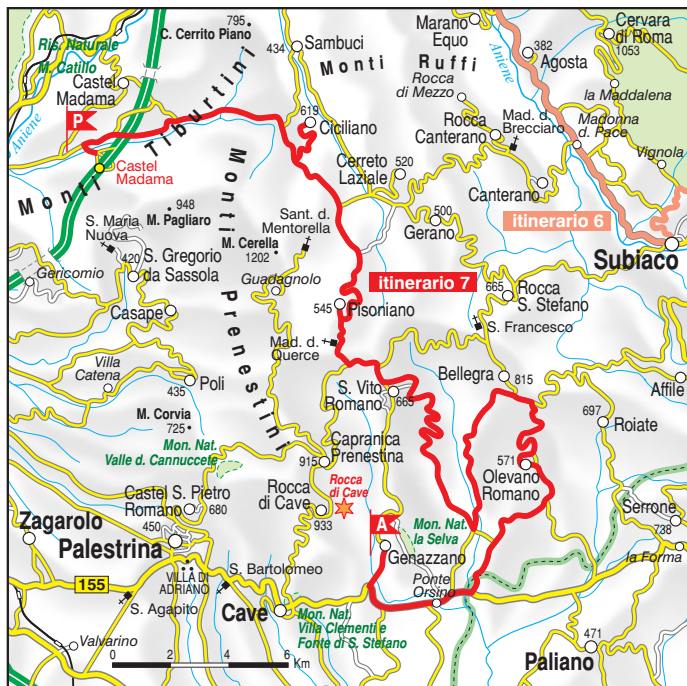 795
C. Cerrito Piano
Ris. Naturale
M. Catillo
434
Sambuci
Marano
Equo
Aniene
382
Agosta
Cervara
di Roma
1053
Castel
Madama
Monti Ruffi
Rocca
di Mezzo
la Maddalena
P
Aniene
Monti Tiburtini
619
Ciciliano
Rocca
Canterano
Mad. d.
Brecciaro
Madonna
d. Pace
Vignola
Castel
Madama
Cerreto
Laziale
520
Canterano
948
M. Pagliaro
Monti Prenestini
Sant. d.
Mentorella
500
Gerano
itinerario 6
S. Maria
Nuova
M. Cerella
1202
Subiaco
420
S. Gregorio
da Sassola
Gericomio
Guadagnolo
itinerario 7
665
Rocca
S. Stefano
545
Pisoniano
Casape
S. Francesco
Mad. d.
Querce
Villa
Catena
435
Poli
S. Vito
Romano
665
Bellegra
815
Affile
M. Corvia
725
697
Roiate
Mon. Nat.
Valle d. Cannuccete
915
Capranica
Prenestina
571
Olevano
Romano
Rocca
di Cave
933
Rocca
di Cave
Castel S. Pietro
Romano
680
Zagarolo
450
Palestrina
A
Genazzano
Mon. Nat.
la Selva
Serrone
738
la Forma
VILLA DI
ADRIANO
S. Bartolomeo
Ponte
Orsino
155
S. Agapito
Cave
Mon. Nat.
Villa Clementi e
Fonte di S. Stefano
Valvarino
471
Paliano
0 2 4 6
Km